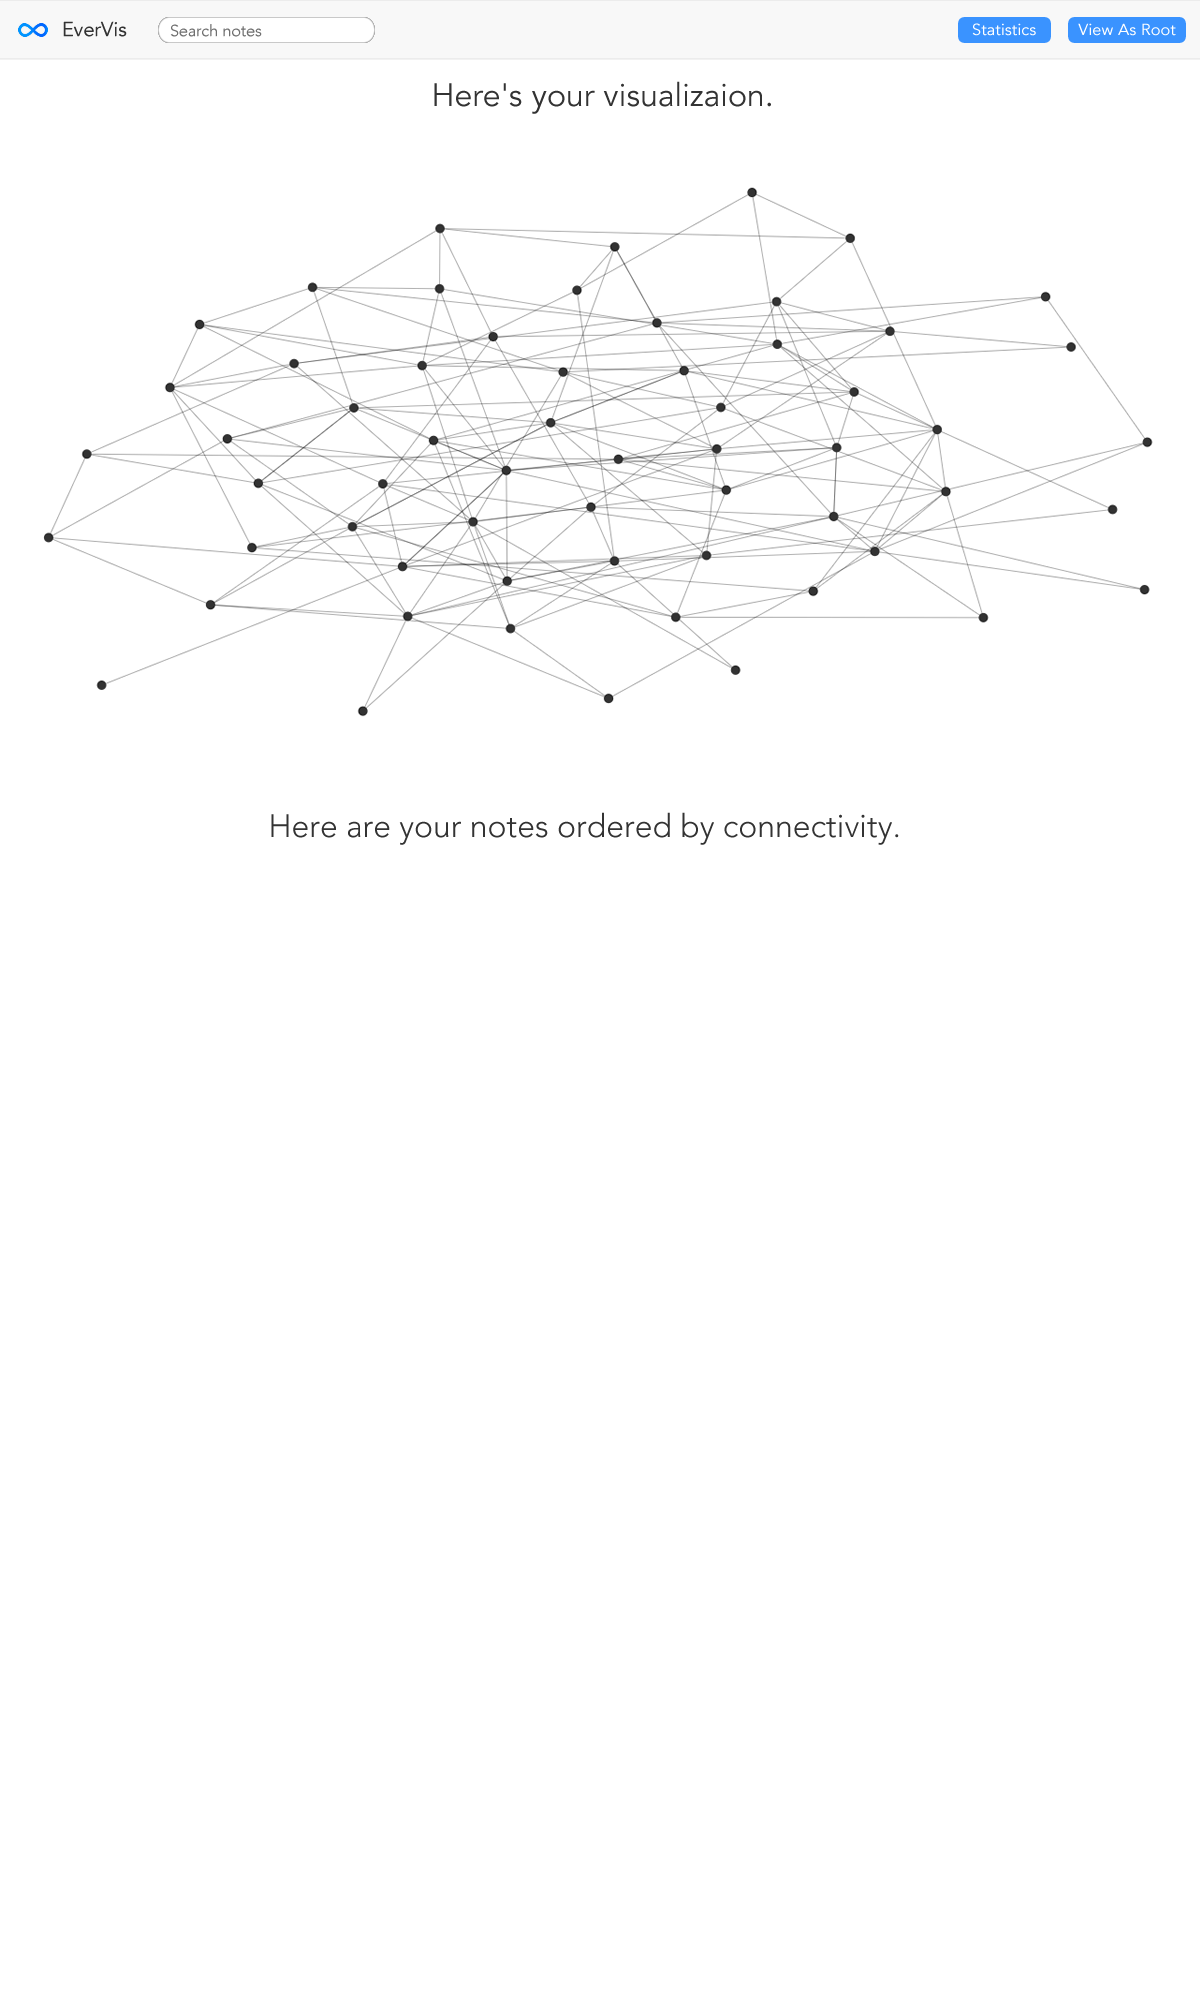 EverVis
Search notes
Statistics
View As Root
Here's your visualizaion.
Here are your notes ordered by connectivity.